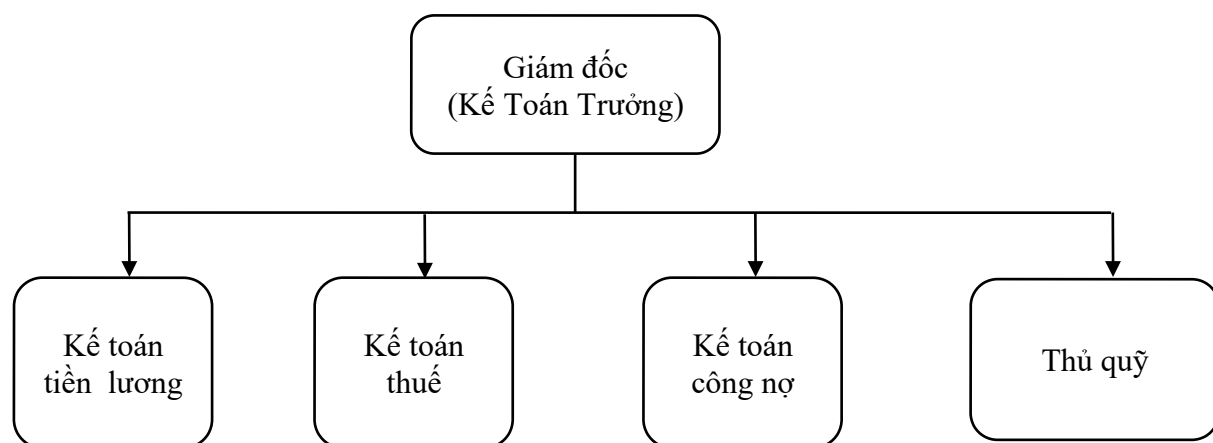 Giám đốc
(Kế Toán Trưởng)
Kế toán
tiền lương
Kế toán
thuế
Kế toán
công nợ
Thủ quỹ